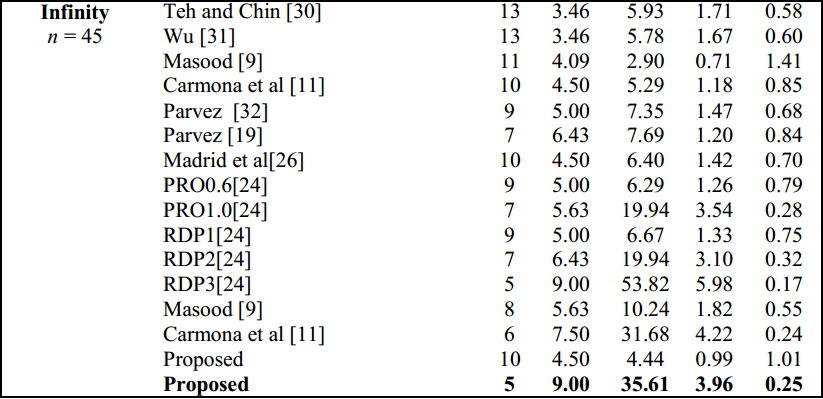 Infinity Teh and Chin [30] 13 3.46 5.93 1.71 0.58
n = 45 Wu [31] 13 3.46 5.78 1.67 0.60
Masood [9] 11 4.09 2.90 0.71 1.41
Carmona et al [11] 10 4.50 5.29 1.18 0.85
Parvez [32] 9 5.00 7.35 1.47 0.68
Parvez [19] 7 6.43 7.69 1.20 0.84
Madrid et al[26] 10 4.50 6.40 1.42 0.70
PRO0.6[24] 9 5.00 6.29 1.26 0.79
PRO1.0[24] 7 5.63 19.94 3.54 0.28
RDP1[24] 9 5.00 6.67 1.33 0.75
RDP2[24] 7 6.43 19.94 3.10 0.32
RDP3[24] 5 9.00 53.82 5.98 0.17
Masood [9] 8 5.63 10.24 1.82 0.55
Carmona et al [11] 6 7.50 31.68 4.22 0.24
Proposed 10 4.50 4.44 0.99 1.01
Proposed 5 9.00 35.61 3.96 0.25